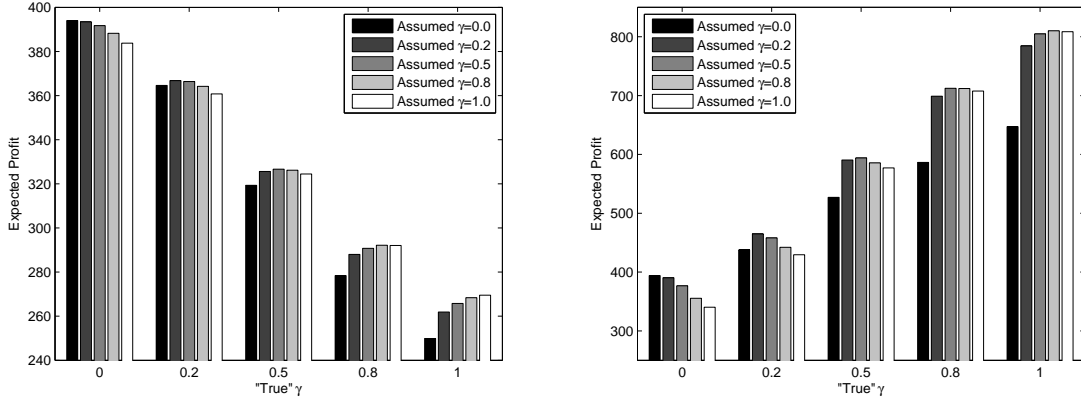 400
380
360
340
320
300
280
260
240
Expected Profit
0 0.2 0.5 0.8 1
"True" γ
Assumed γ=0.0
Assumed γ=0.2
Assumed γ=0.5
Assumed γ=0.8
Assumed γ=1.0
800
700
600
500
400
300
Expected Profit
0 0.2 0.5 0.8 1
"True" γ
Assumed γ=0.0
Assumed γ=0.2
Assumed γ=0.5
Assumed γ=0.8
Assumed γ=1.0